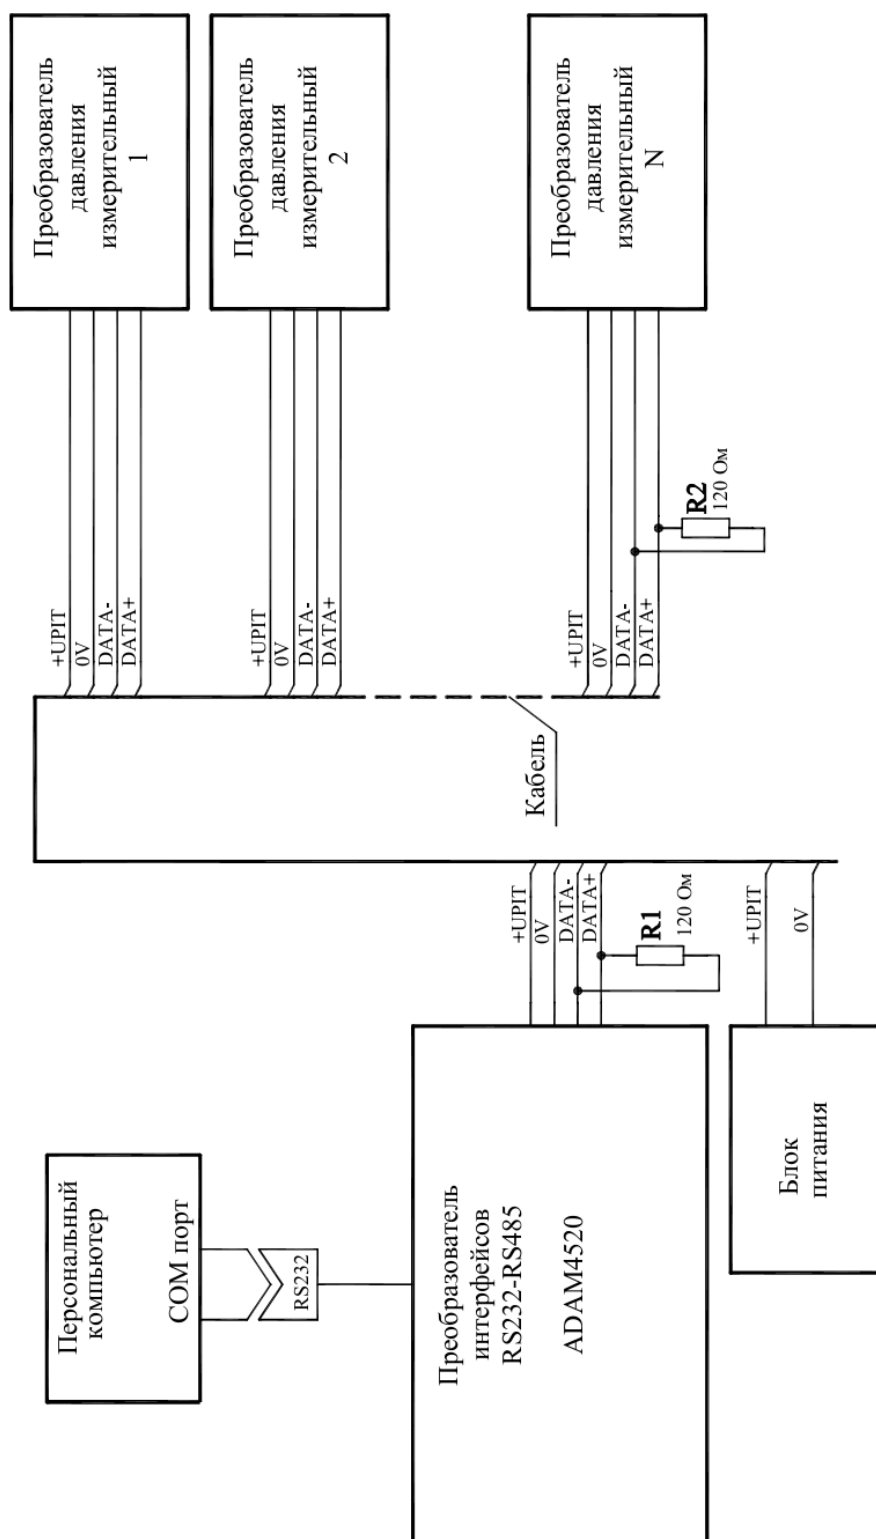 Персональный
компьютер
COM порт
RS232
Преобразователь
интерфейсов
RS232-RS485
ADAM4520
Блок
питания
+UPIT
0V
DATA-
DATA+
R1
120 Ом
+UPIT
0V
Кабель
+UPIT
0V
DATA-
DATA+
+UPIT
0V
DATA-
DATA+
+UPIT
0V
DATA-
DATA+
R2
120 Ом
Преобразователь
давления
измерительный
1
Преобразователь
давления
измерительный
2
Преобразователь
давления
измерительный
N